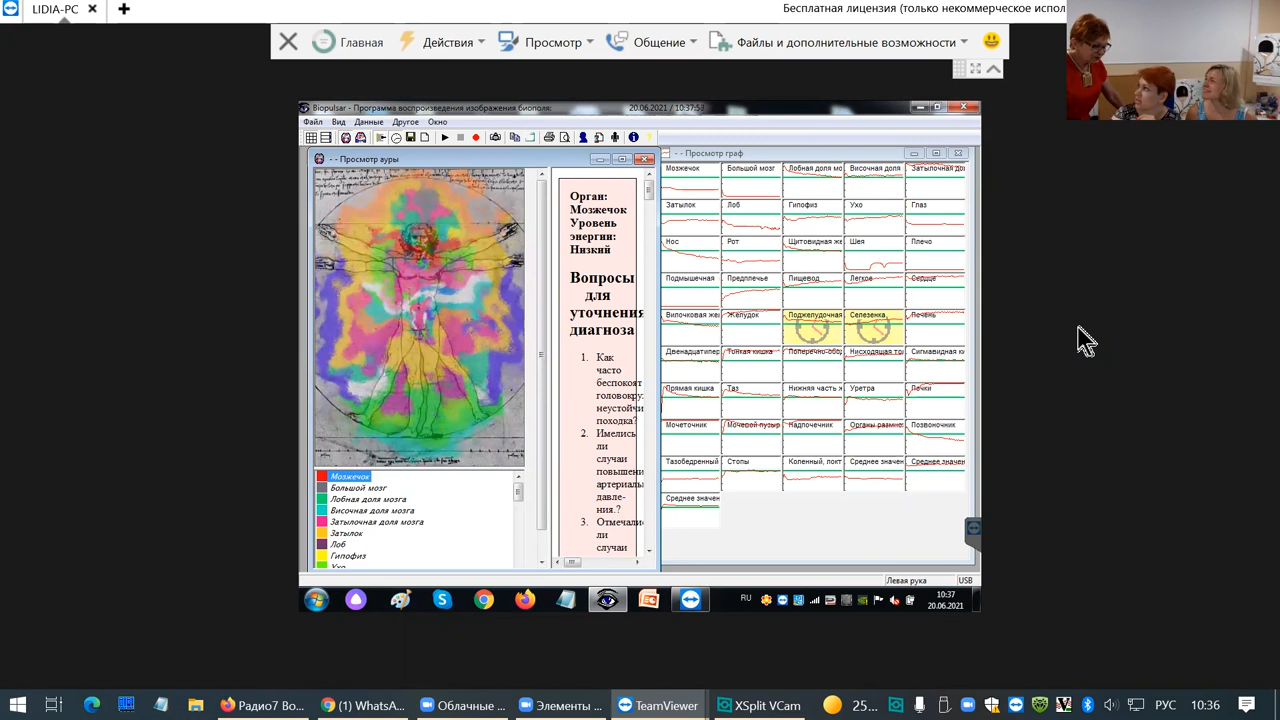 LIDIA-PC
Бесплатная лицензия (только некоммерческое испол
Главная Действия Просмотр Общение Файлы и дополнительные возможности
Biopulsar - Программа воспроизведения изображения биополя: 20.06.2021 / 10:37:53
Файл Вид Данные Другое Окно
- - Просмотр ауры
- - Просмотр граф
Орган:
Мозжечок
Уровень
энергии:
Низкий
Вопросы
для
уточнения
диагноза
1. Как
часто
беспокоят
головокру
неустойчи
походка?
2. Имелись
ли
случаи
повышени
артериаль
давле-
ния.?
3. Отмечали
ли
случаи
Мозжечок
Большой мозг
Лобная доля мозга
Височная доля мозга
Затылочная доля мозга
Затылок
Лоб
Гипофиз
Ухо
Мозжечок Большой мозг Лобная доля мо Височная доля Затылочная до
Затылок Лоб Гипофиз Ухо Глаз
Нос Рот Щитовидная же Шея Плечо
Подмышечная Предплечье Пищевод Легкое Сердце
Вилочковая же Желудок Поджелудочная Селезенка Печень
Двенадцатипер Тонкая кишка Поперечно-обо Нисходящая то Сигмавидная к
Прямая кишка Таз Нижняя часть ж Уретра Почки
Мочеточник Мочевой пузыр Надпочечник Органы размно Позвоночник
Тазобедренный Стопы Коленный, локт Среднее значен Среднее значен
Среднее значен
Левая рука USB
RU 10:37
20.06.2021
Радио7 Во... (1) WhatsA... Облачные ... Элементы ... TeamViewer XSplit VCam 25... РУС 10:36